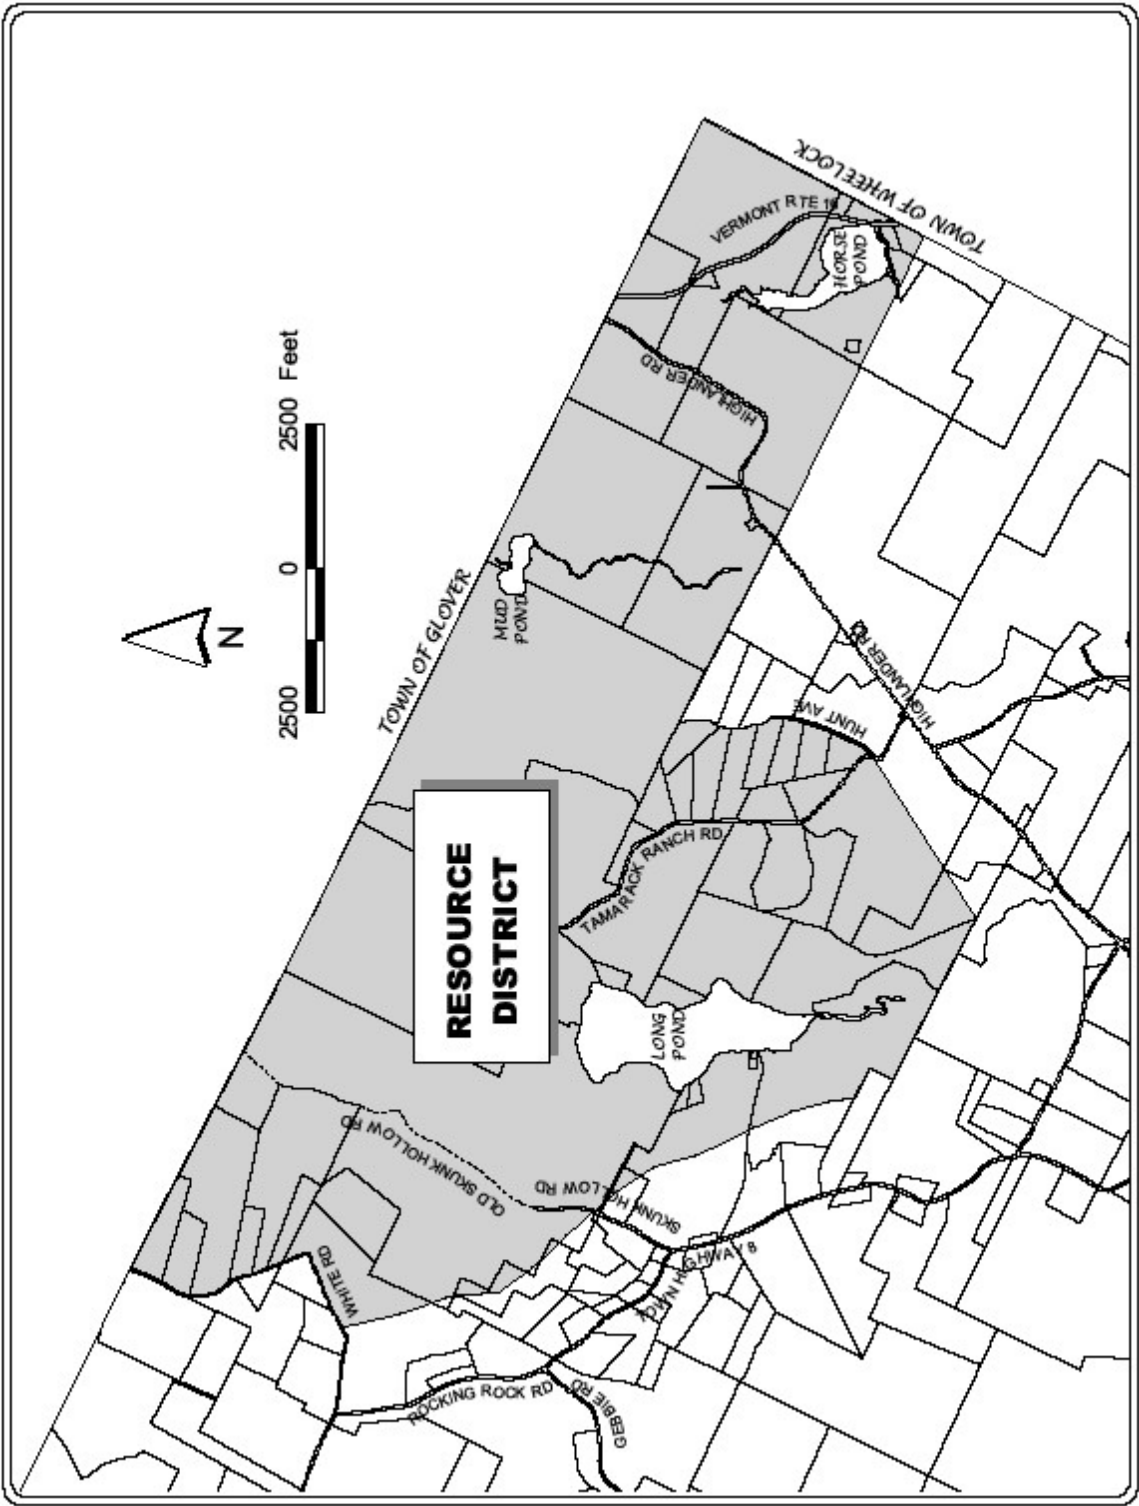 2500 0 2500 Feet
N
TOWN OF GLOVER
TOWN OF WHEELOCK
RESOURCE
DISTRICT
VERMONT RTE 16
HORSE
POND
HIGHLANDER RD
MUD
POND
HIGHLANDER RD
HUNT AVE
TAMARACK RANCH RD
LONG
POND
OLD SKUNK HOLLOW RD
SKUNK HOLLOW RD
WHITE RD
TOWN HIGHWAY 8
ROCKING ROCK RD
GEBBIE RD